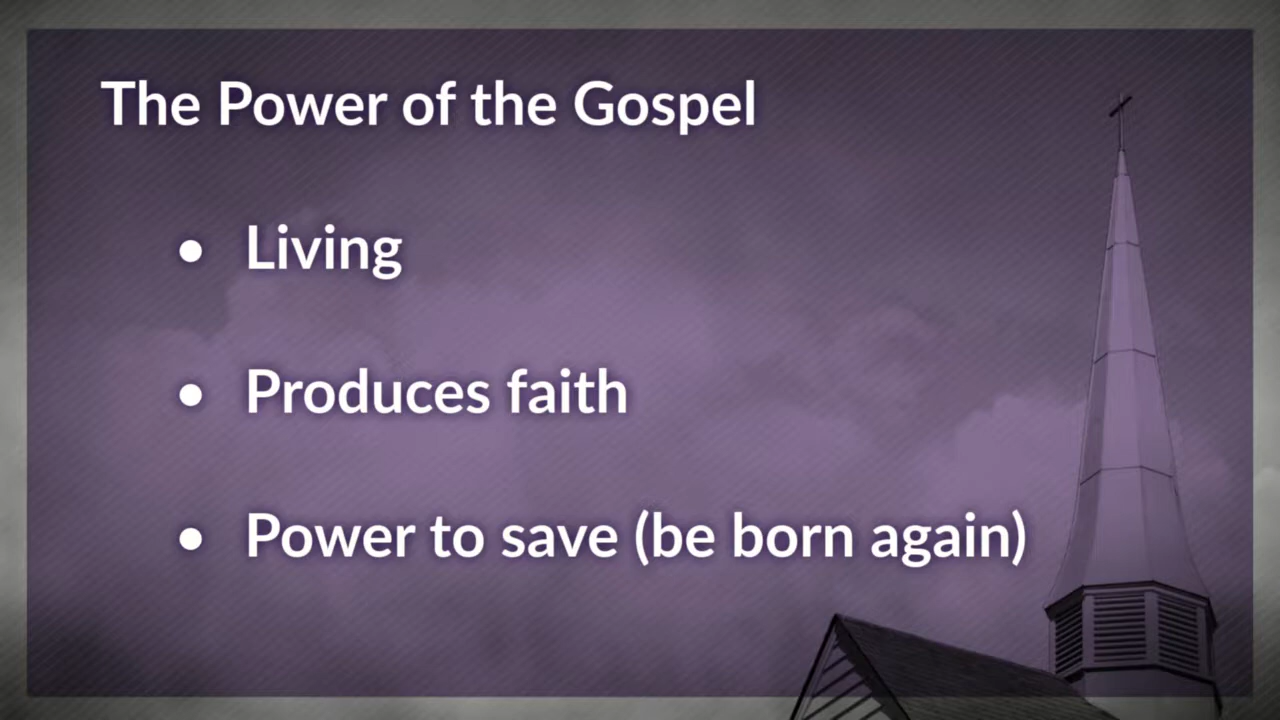 The Power of the Gospel
• Living
• Produces faith
• Power to save (be born again)